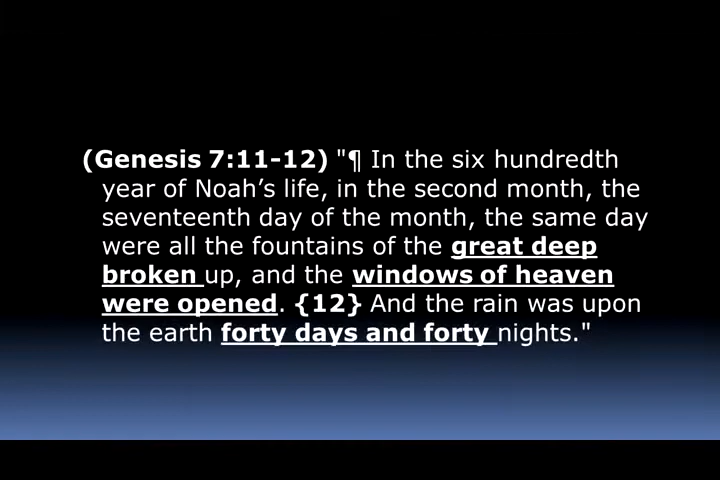 (Genesis 7:11-12) "¶ In the six hundredth
year of Noah’s life, in the second month, the
seventeenth day of the month, the same day
were all the fountains of the great deep
broken up, and the windows of heaven
were opened. {12} And the rain was upon
the earth forty days and forty nights."